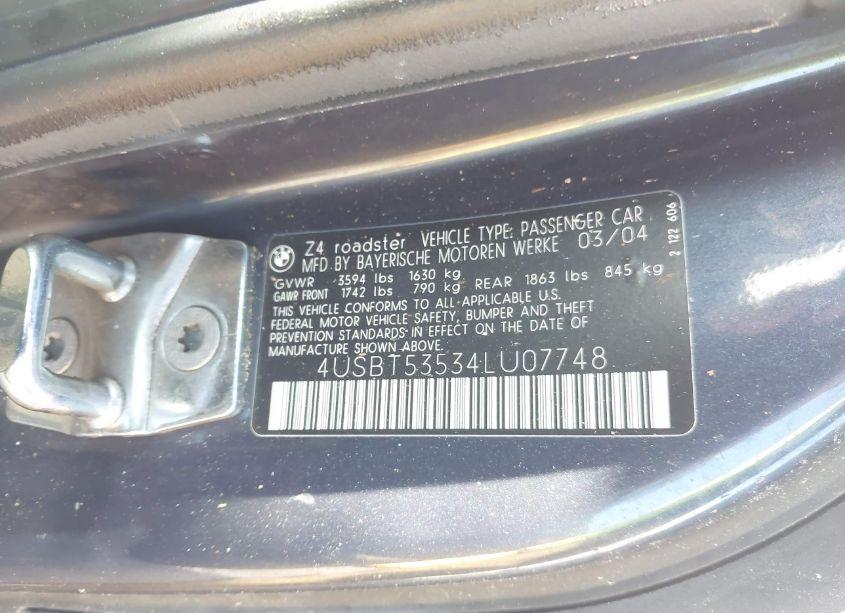 BMW
Z4 roadster VEHICLE TYPE: PASSENGER CAR
MFD BY BAYERISCHE MOTOREN WERKE 03/04
GVWR 3594 lbs 1630 kg
GAWR FRONT 1742 lbs 790 kg REAR 1863 lbs 845 kg
THIS VEHICLE CONFORMS TO ALL APPLICABLE U.S.
FEDERAL MOTOR VEHICLE SAFETY, BUMPER AND THEFT
PREVENTION STANDARDS IN EFFECT ON THE DATE OF
MANUFACTURE SHOWN ABOVE.
4USBT53534LU07748
2 122 606